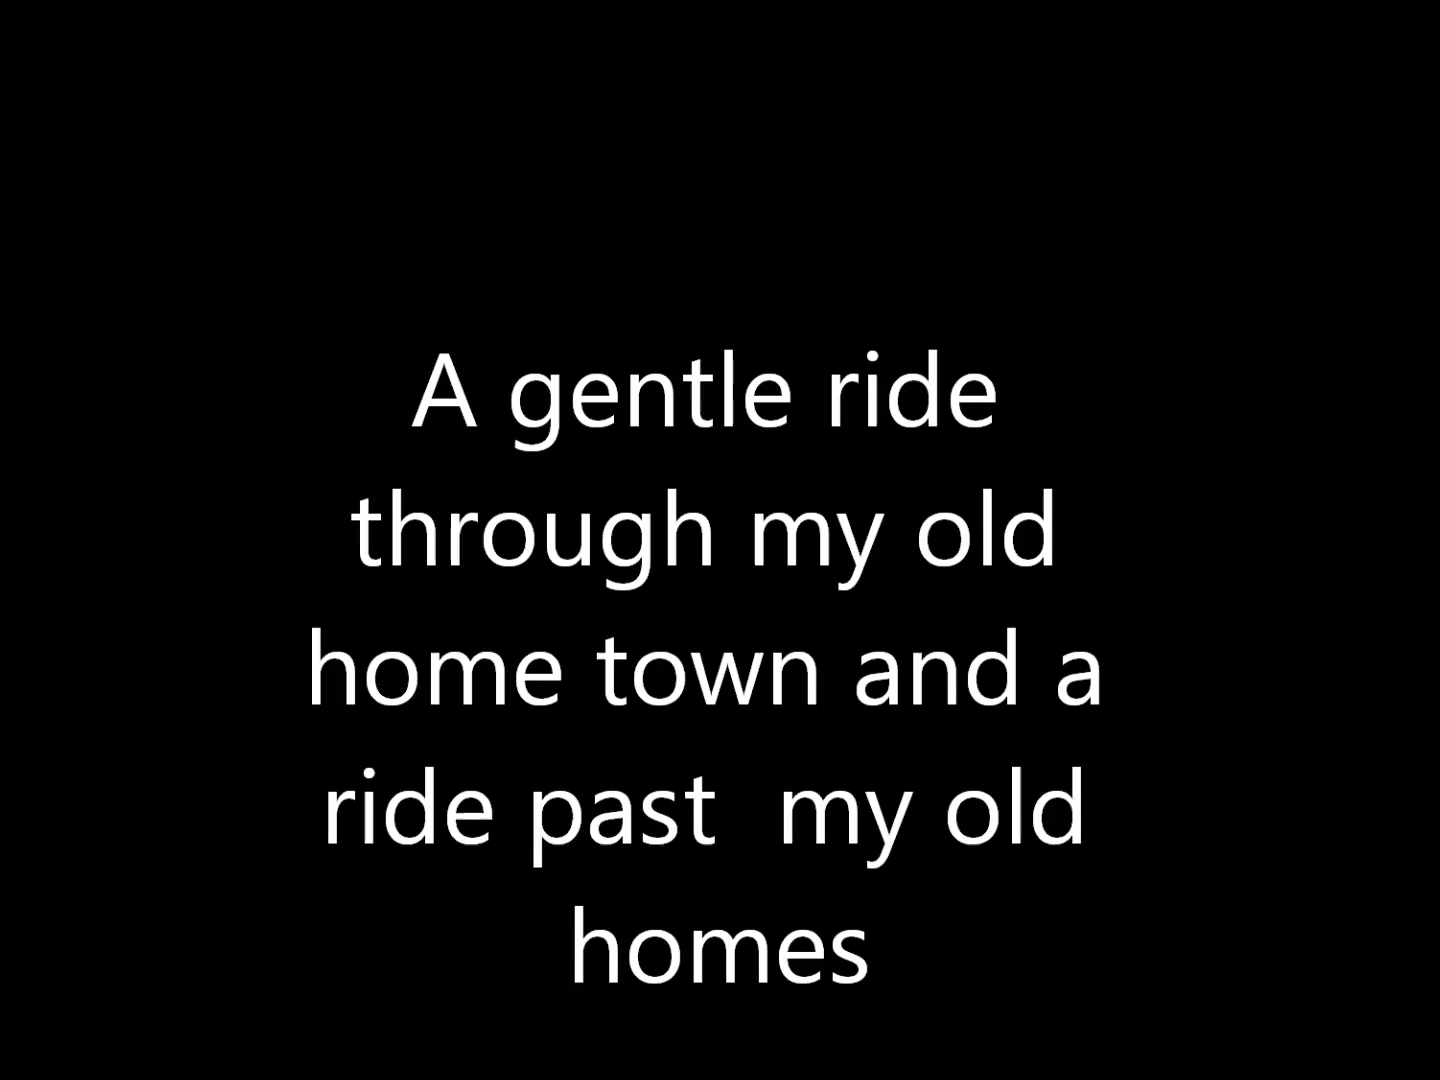 A gentle ride
through my old
home town and a
ride past  my old
homes